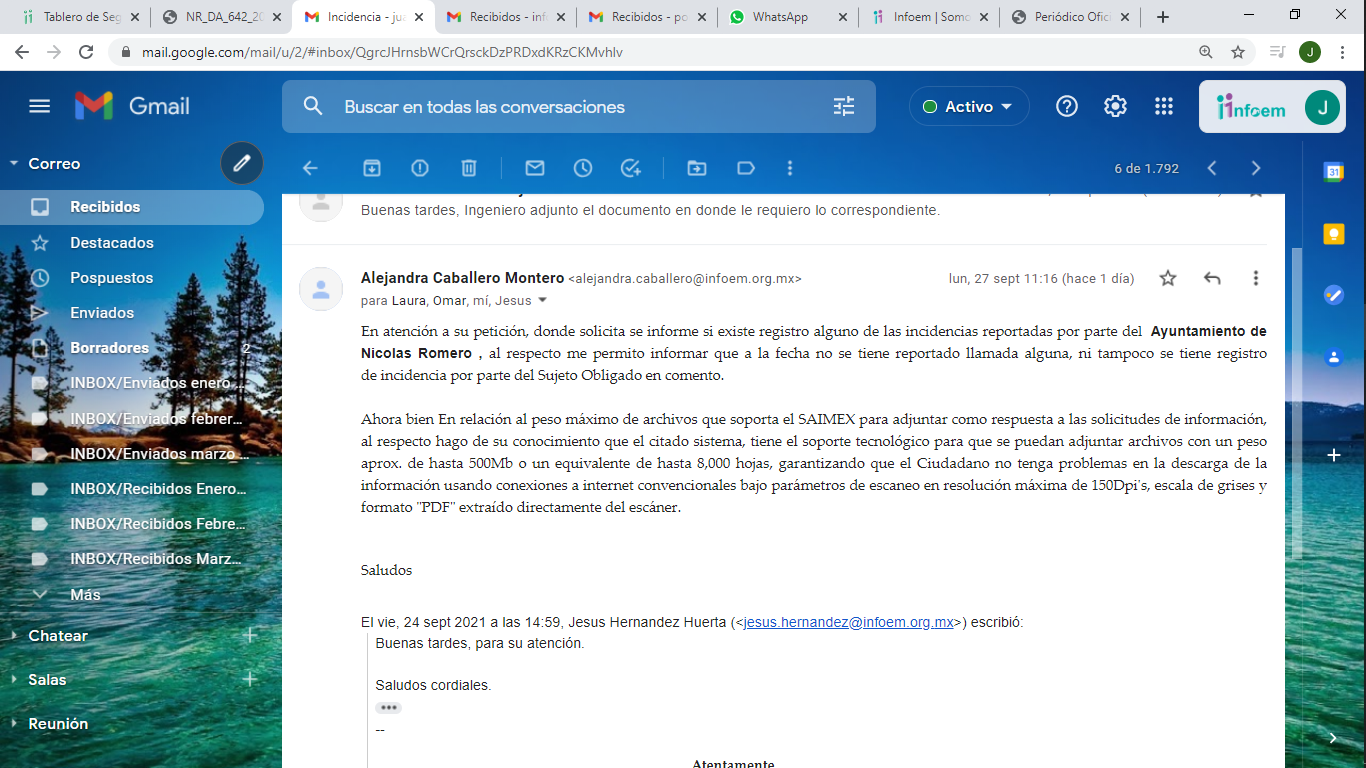 Tablero de Seg
NR_DA_642_20
Incidencia - jua
Recibidos - inf
Recibidos - po
WhatsApp
Infoem | Somo
Periódico Ofici
mail.google.com/mail/u/2/#inbox/QgrcJHrnsbWCrQrsckDzPRDxdKRzCKMvhlv
J
Gmail
Buscar en todas las conversaciones
Activo
infoem
J
Correo
6 de 1.792
31
Recibidos
Destacados
Pospuestos
Enviados
Borradores 2
INBOX/Enviados enero ...
INBOX/Enviados febrer...
INBOX/Enviados marzo ...
INBOX/Recibidos Enero...
INBOX/Recibidos Febre...
INBOX/Recibidos Marz...
Más
Chatear
Salas
Reunión
Buenas tardes, Ingeniero adjunto el documento en donde le requiero lo correspondiente.
Alejandra Caballero Montero <alejandra.caballero@infoem.org.mx>
lun, 27 sept 11:16 (hace 1 día)
para Laura, Omar, mí, Jesus
En atención a su petición, donde solicita se informe si existe registro alguno de las incidencias reportadas por parte del Ayuntamiento de
Nicolas Romero , al respecto me permito informar que a la fecha no se tiene reportado llamada alguna, ni tampoco se tiene registro
de incidencia por parte del Sujeto Obligado en comento.
Ahora bien En relación al peso máximo de archivos que soporta el SAIMEX para adjuntar como respuesta a las solicitudes de información,
al respecto hago de su conocimiento que el citado sistema, tiene el soporte tecnológico para que se puedan adjuntar archivos con un peso
aprox. de hasta 500Mb o un equivalente de hasta 8,000 hojas, garantizando que el Ciudadano no tenga problemas en la descarga de la
información usando conexiones a internet convencionales bajo parámetros de escaneo en resolución máxima de 150Dpi's, escala de grises y
formato "PDF" extraído directamente del escáner.
Saludos
El vie, 24 sept 2021 a las 14:59, Jesus Hernandez Huerta (<jesus.hernandez@infoem.org.mx>) escribió:
Buenas tardes, para su atención.
Saludos cordiales.
--
Atentamente